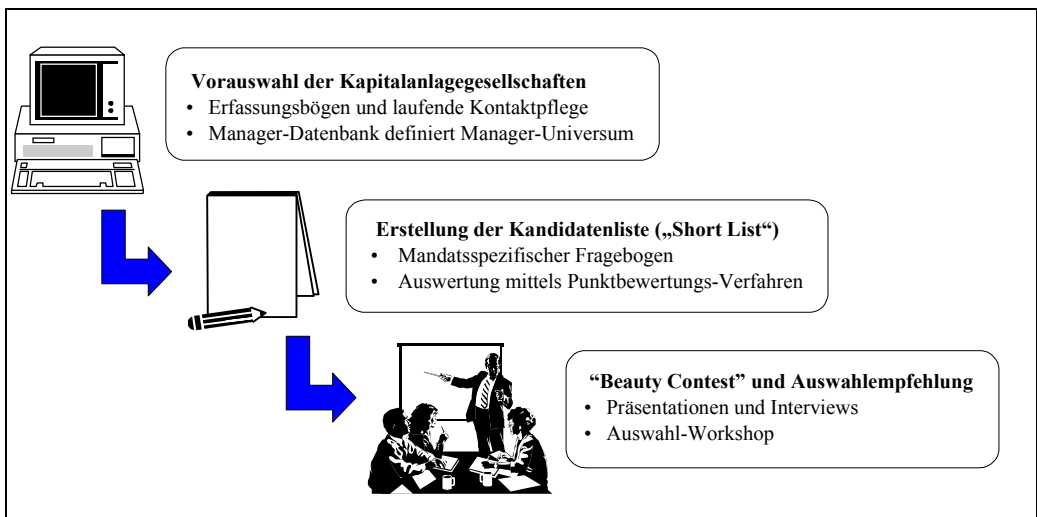 Vorauswahl der Kapitalanlagegesellschaften
• Erfassungsbögen und laufende Kontaktpflege
• Manager-Datenbank definiert Manager-Universum
Erstellung der Kandidatenliste („Short List“)
• Mandatsspezifischer Fragebogen
• Auswertung mittels Punktbewertungs-Verfahren
“Beauty Contest” und Auswahlempfehlung
• Präsentationen und Interviews
• Auswahl-Workshop